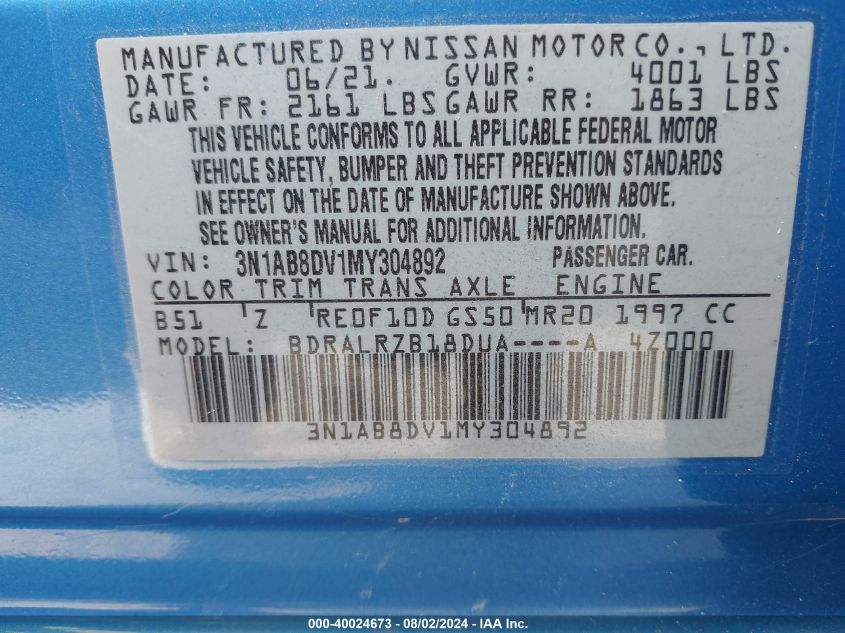 MANUFACTURED BY NISSAN MOTOR CO., LTD.
DATE: 06/21. GVWR: 4001 LBS
GAWR FR: 2161 LBS GAWR RR: 1863 LBS
THIS VEHICLE CONFORMS TO ALL APPLICABLE FEDERAL MOTOR
VEHICLE SAFETY, BUMPER AND THEFT PREVENTION STANDARDS
IN EFFECT ON THE DATE OF MANUFACTURE SHOWN ABOVE.
SEE OWNER'S MANUAL FOR ADDITIONAL INFORMATION.
VIN: 3N1AB8DV1MY304892 PASSENGER CAR.
COLOR TRIM TRANS AXLE ENGINE
B51 Z RE0F10D GS50 MR20 1997 CC
MODEL: BDRALRZB18DUA----A 4Z000
3N1AB8DV1MY304892
000-40024673 - 08/02/2024 - IAAI.COM